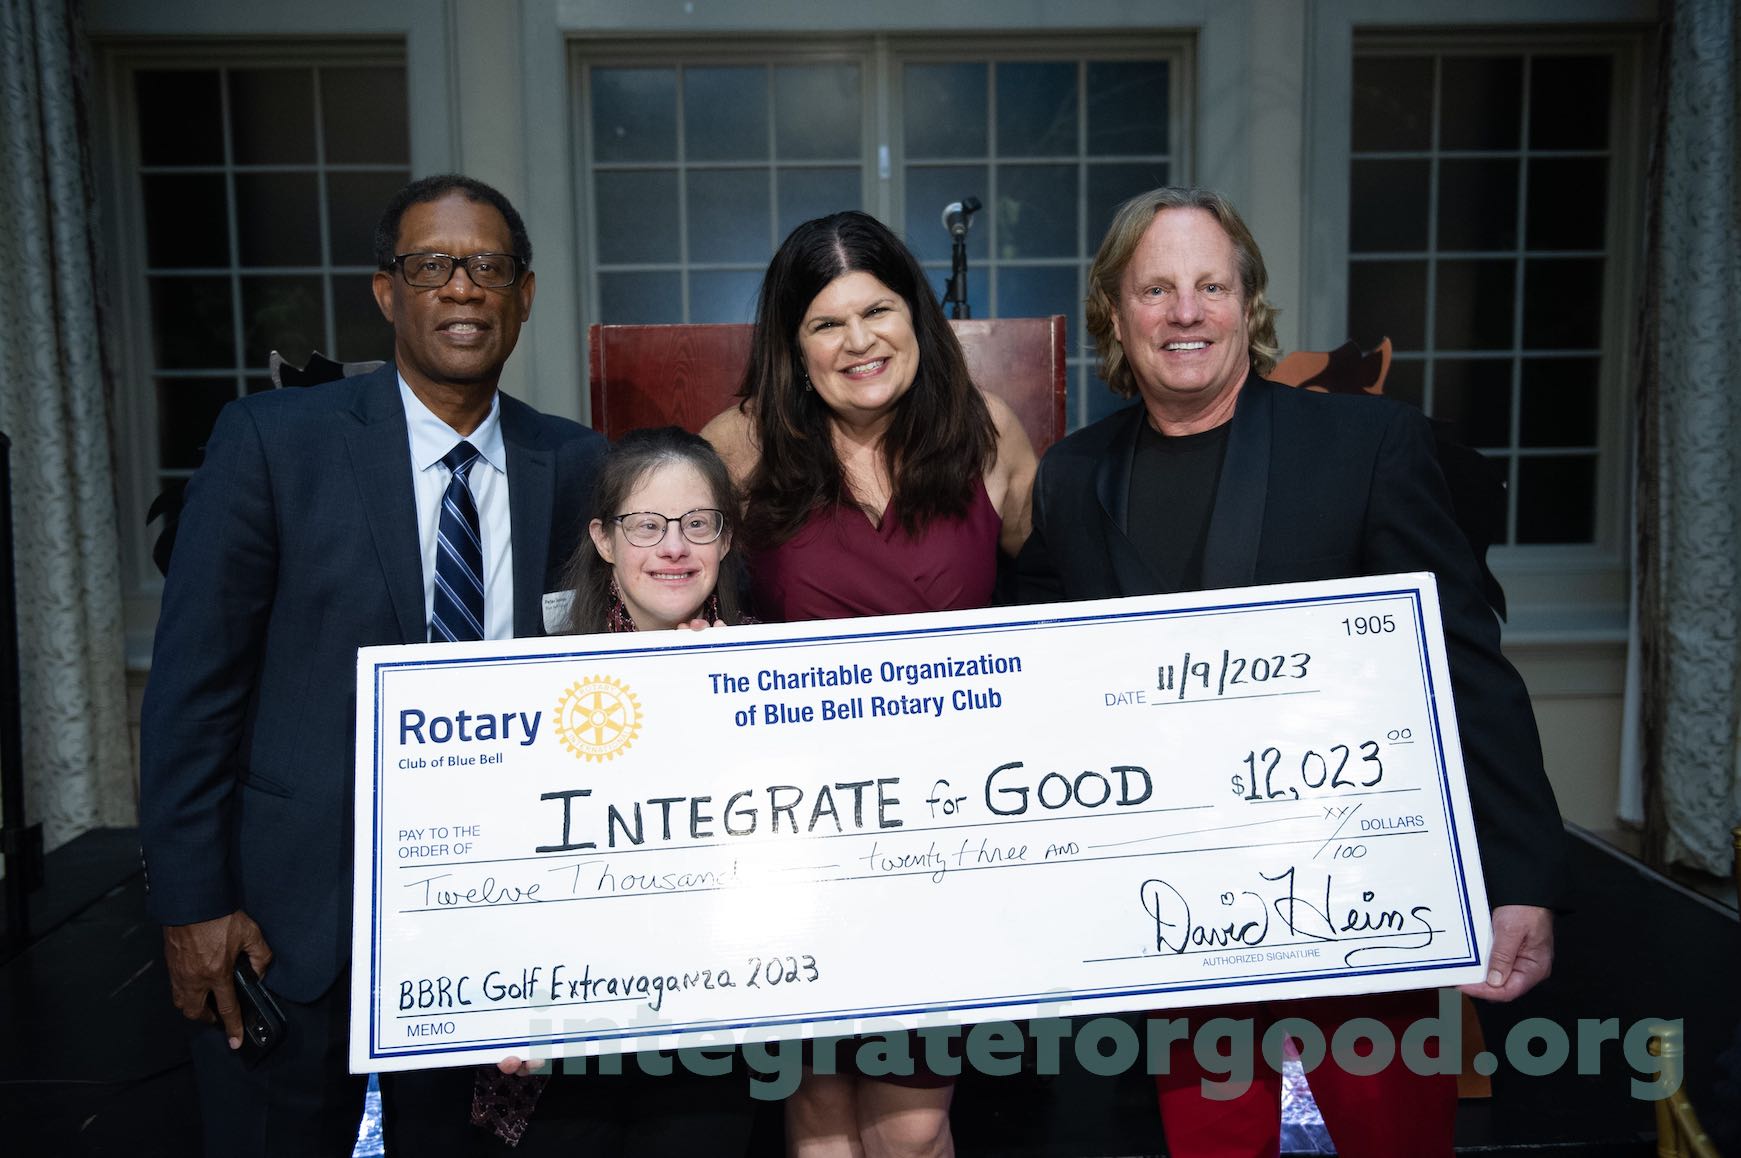 1905
The Charitable Organization
of Blue Bell Rotary Club
DATE 11/9/2023
Rotary
Club of Blue Bell
ROTARY
INTERNATIONAL
PAY TO THE
ORDER OF
INTEGRATE for GOOD $12,023.00
Twelve Thousand — twenty three AND — XX/100 DOLLARS
David Heins
AUTHORIZED SIGNATURE
BBRC Golf Extravaganza 2023
MEMO
integrateforgood.org